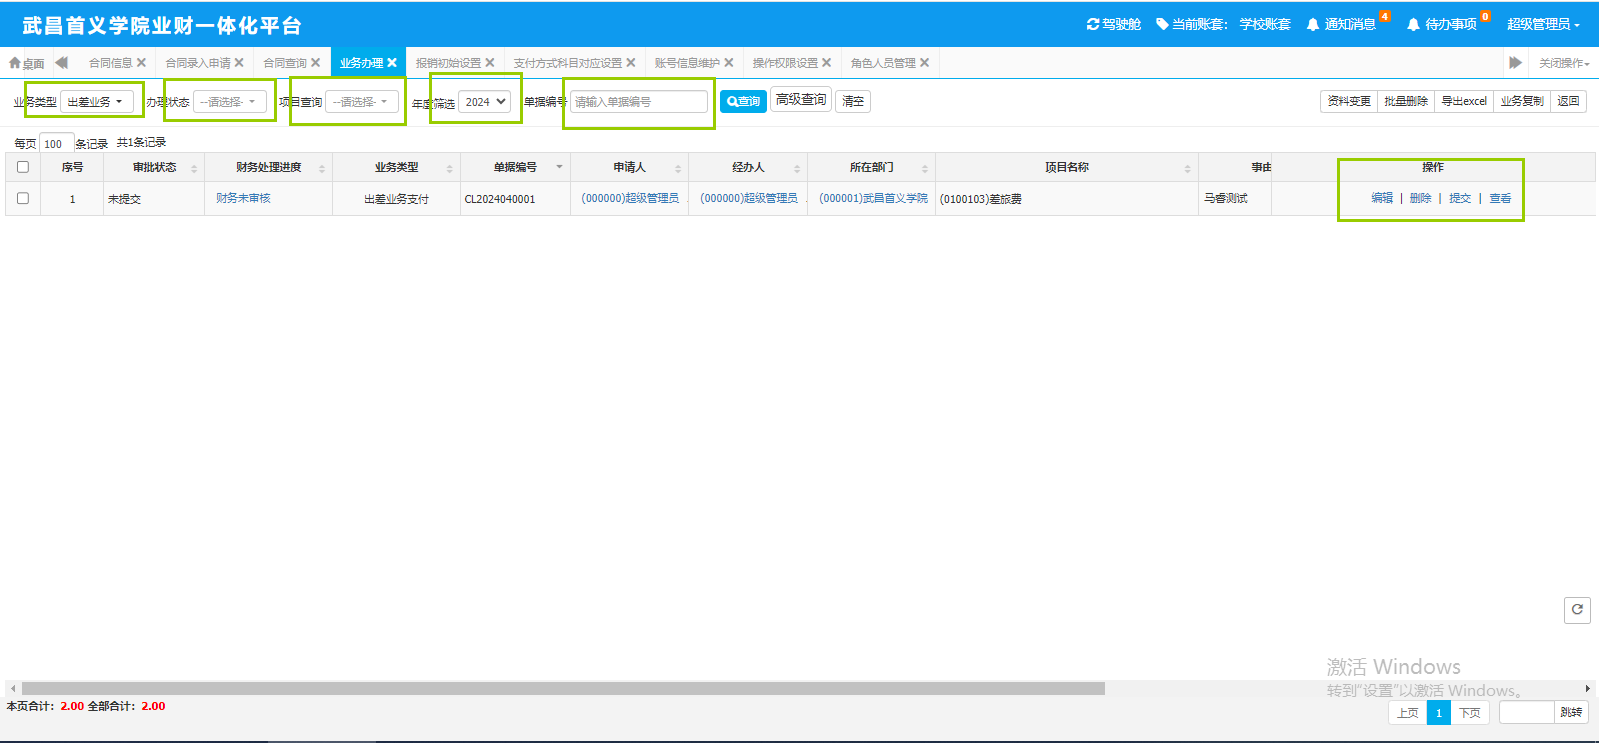 武昌首义学院业财一体化平台 驾驶舱 当前账套： 学校账套 通知消息 4 待办事项 0 超级管理员
桌面 合同信息 合同录入申请 合同查询 业务办理 报销初始设置 支付方式科目对应设置 账号信息维护 操作权限设置 角色人员管理 关闭操作
业务类型 出差业务 办理状态 --请选择- 项目查询 --请选择- 年度筛选 2024 单据编号 请输入单据编号 查询 高级查询 清空 资料变更 批量删除 导出excel 业务复制 返回
每页 100 条记录 共1条记录
序号 审批状态 财务处理进度 业务类型 单据编号 申请人 经办人 所在部门 项目名称 事由 操作
1 未提交 财务未审核 出差业务支付 CL2024040001 (000000)超级管理员 (000000)超级管理员 (000001)武昌首义学院 (0100103)差旅费 马睿测试 编辑 | 删除 | 提交 | 查看
激活 Windows
转到"设置"以激活 Windows。
本页合计：2.00 全部合计：2.00
上页 1 下页 跳转